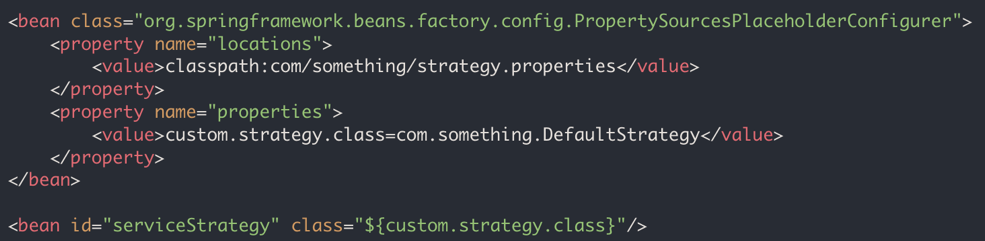 <bean class="org.springframework.beans.factory.config.PropertySourcesPlaceholderConfigurer">
    <property name="locations">
        <value>classpath:com/something/strategy.properties</value>
    </property>
    <property name="properties">
        <value>custom.strategy.class=com.something.DefaultStrategy</value>
    </property>
</bean>

<bean id="serviceStrategy" class="${custom.strategy.class}"/>